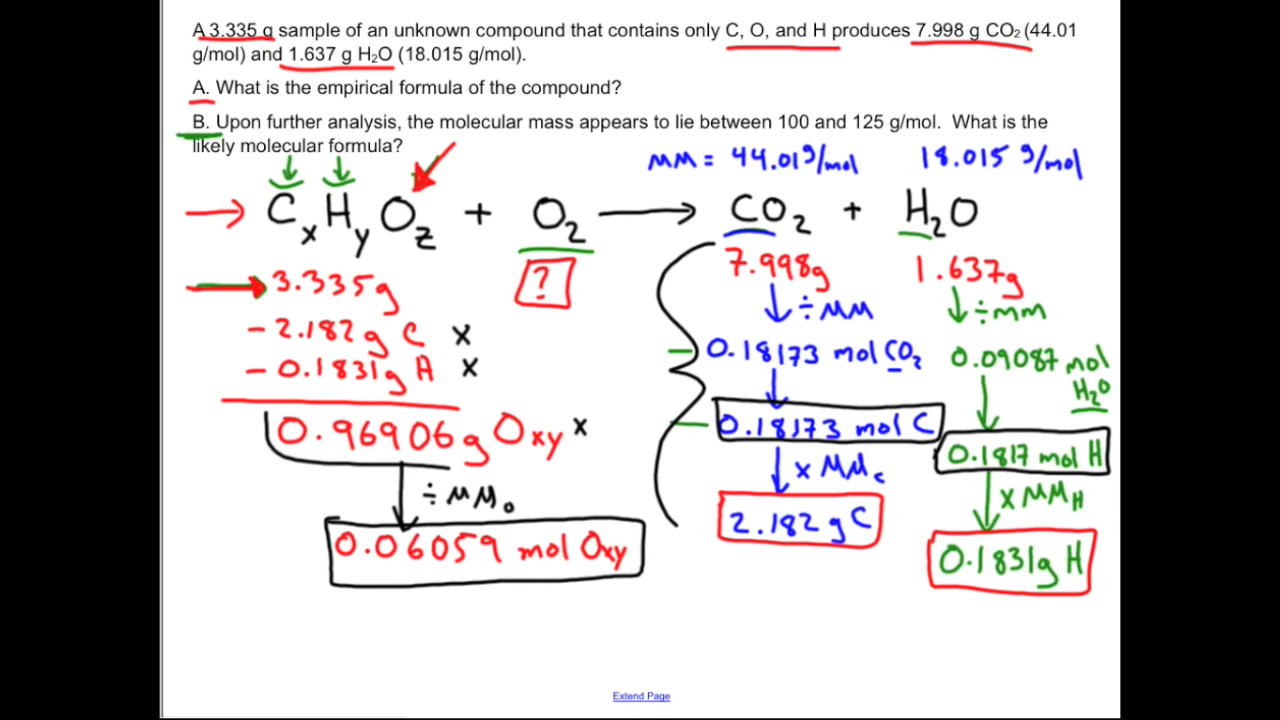 A 3.335 g sample of an unknown compound that contains only C, O, and H produces 7.998 g CO₂ (44.01
g/mol) and 1.637 g H₂O (18.015 g/mol).
A. What is the empirical formula of the compound?
B. Upon further analysis, the molecular mass appears to lie between 100 and 125 g/mol. What is the
likely molecular formula?
MM = 44.01 g/mol 18.015 g/mol
→ CₓHᵧO_z + O₂ → CO₂ + H₂O
→ 3.335g ? 7.998g 1.637g
↓ ÷ MM ↓ ÷ MM
- 2.182 g C x
- 0.1831g H x
0.18173 mol CO₂ 0.09087 mol
H₂O
0.96906 g Oxy x
0.18173 mol C 0.1817 mol H
÷ MMₒ x MMc x MMH
0.06059 mol Oxy 2.182 g C 0.1831g H
Extend Page